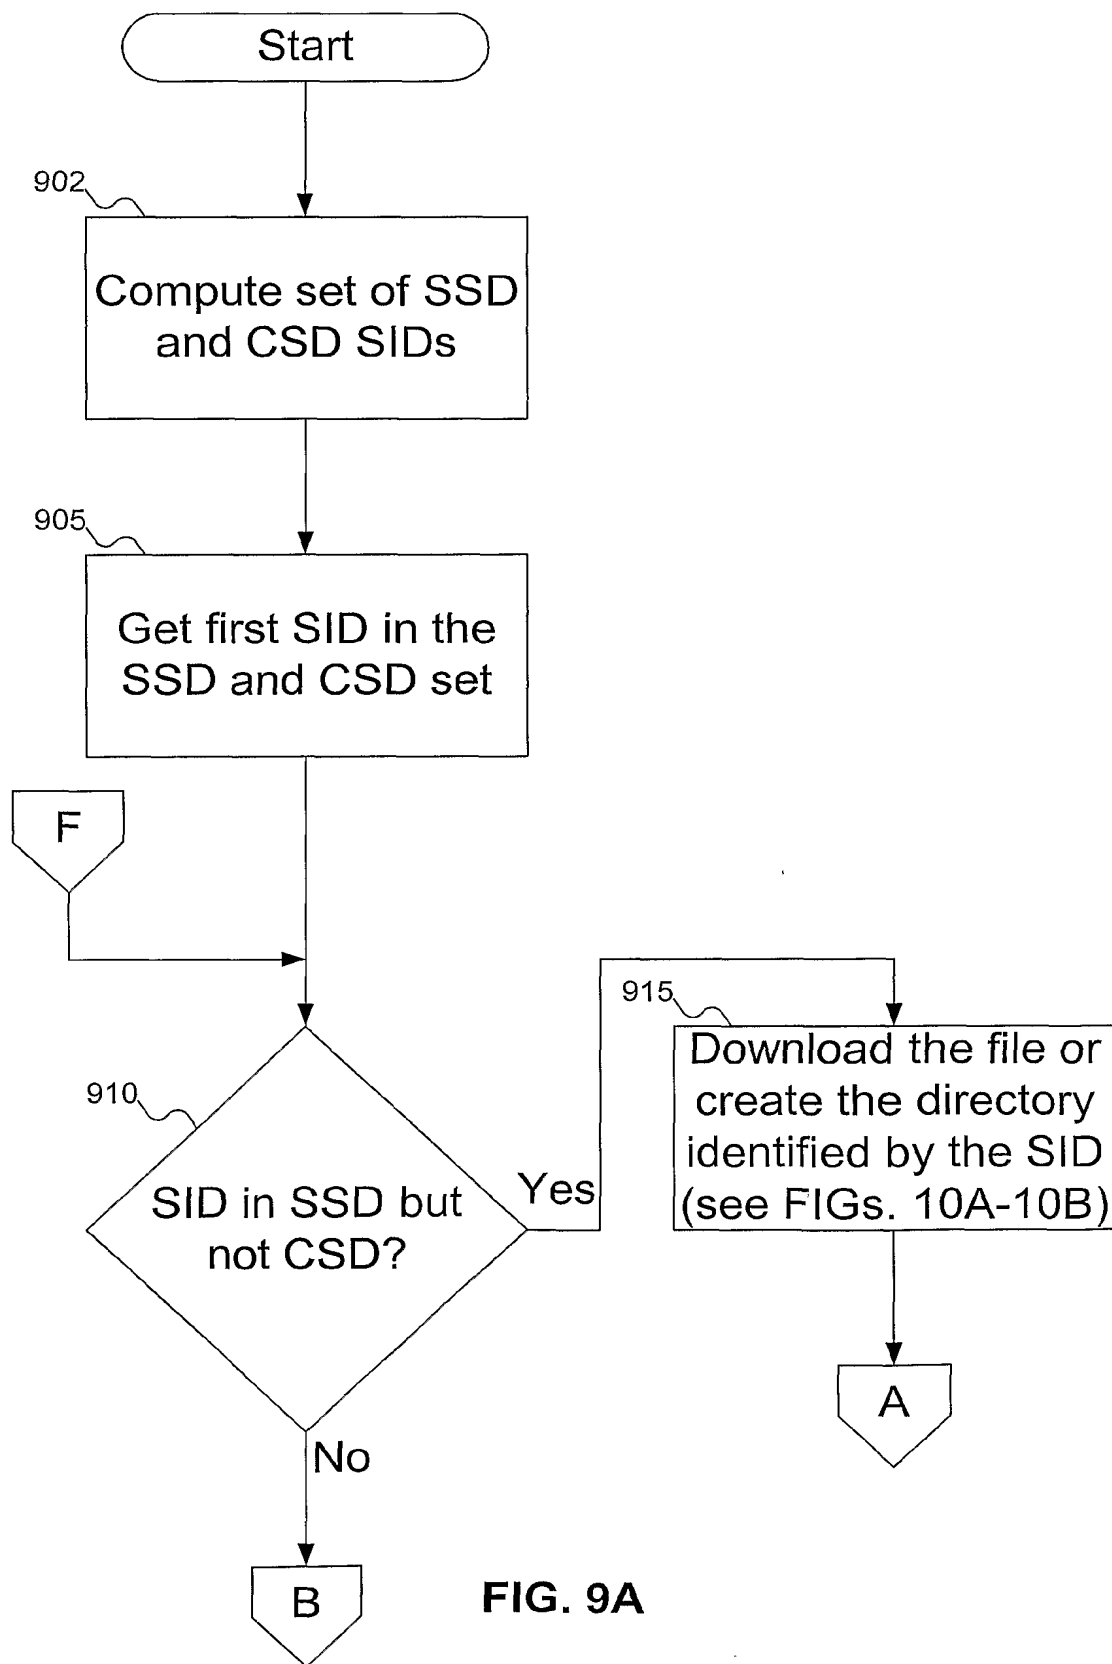 Start
902
Compute set of SSD
and CSD SIDs
905
Get first SID in the
SSD and CSD set
F
910
SID in SSD but
not CSD?
Yes
915
Download the file or
create the directory
identified by the SID
(see FIGs. 10A-10B)
A
No
B
FIG. 9A